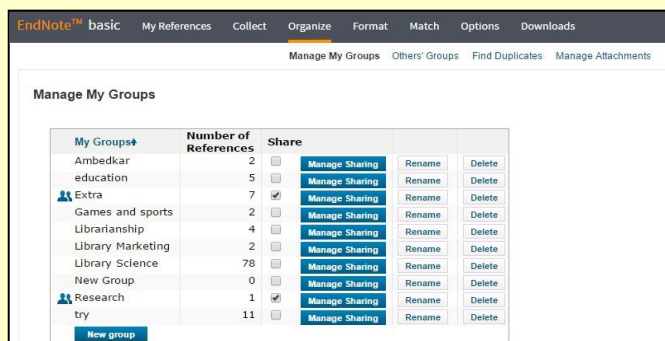 EndNote™ basic My References Collect Organize Format Match Options Downloads
Manage My Groups Others' Groups Find Duplicates Manage Attachments
Manage My Groups
My Groups Number of References Share
Ambedkar 2 Manage Sharing Rename Delete
education 5 Manage Sharing Rename Delete
Extra 7 Manage Sharing Rename Delete
Games and sports 2 Manage Sharing Rename Delete
Librarianship 4 Manage Sharing Rename Delete
Library Marketing 2 Manage Sharing Rename Delete
Library Science 78 Manage Sharing Rename Delete
New Group 0 Manage Sharing Rename Delete
Research 1 Manage Sharing Rename Delete
try 11 Manage Sharing Rename Delete
New group